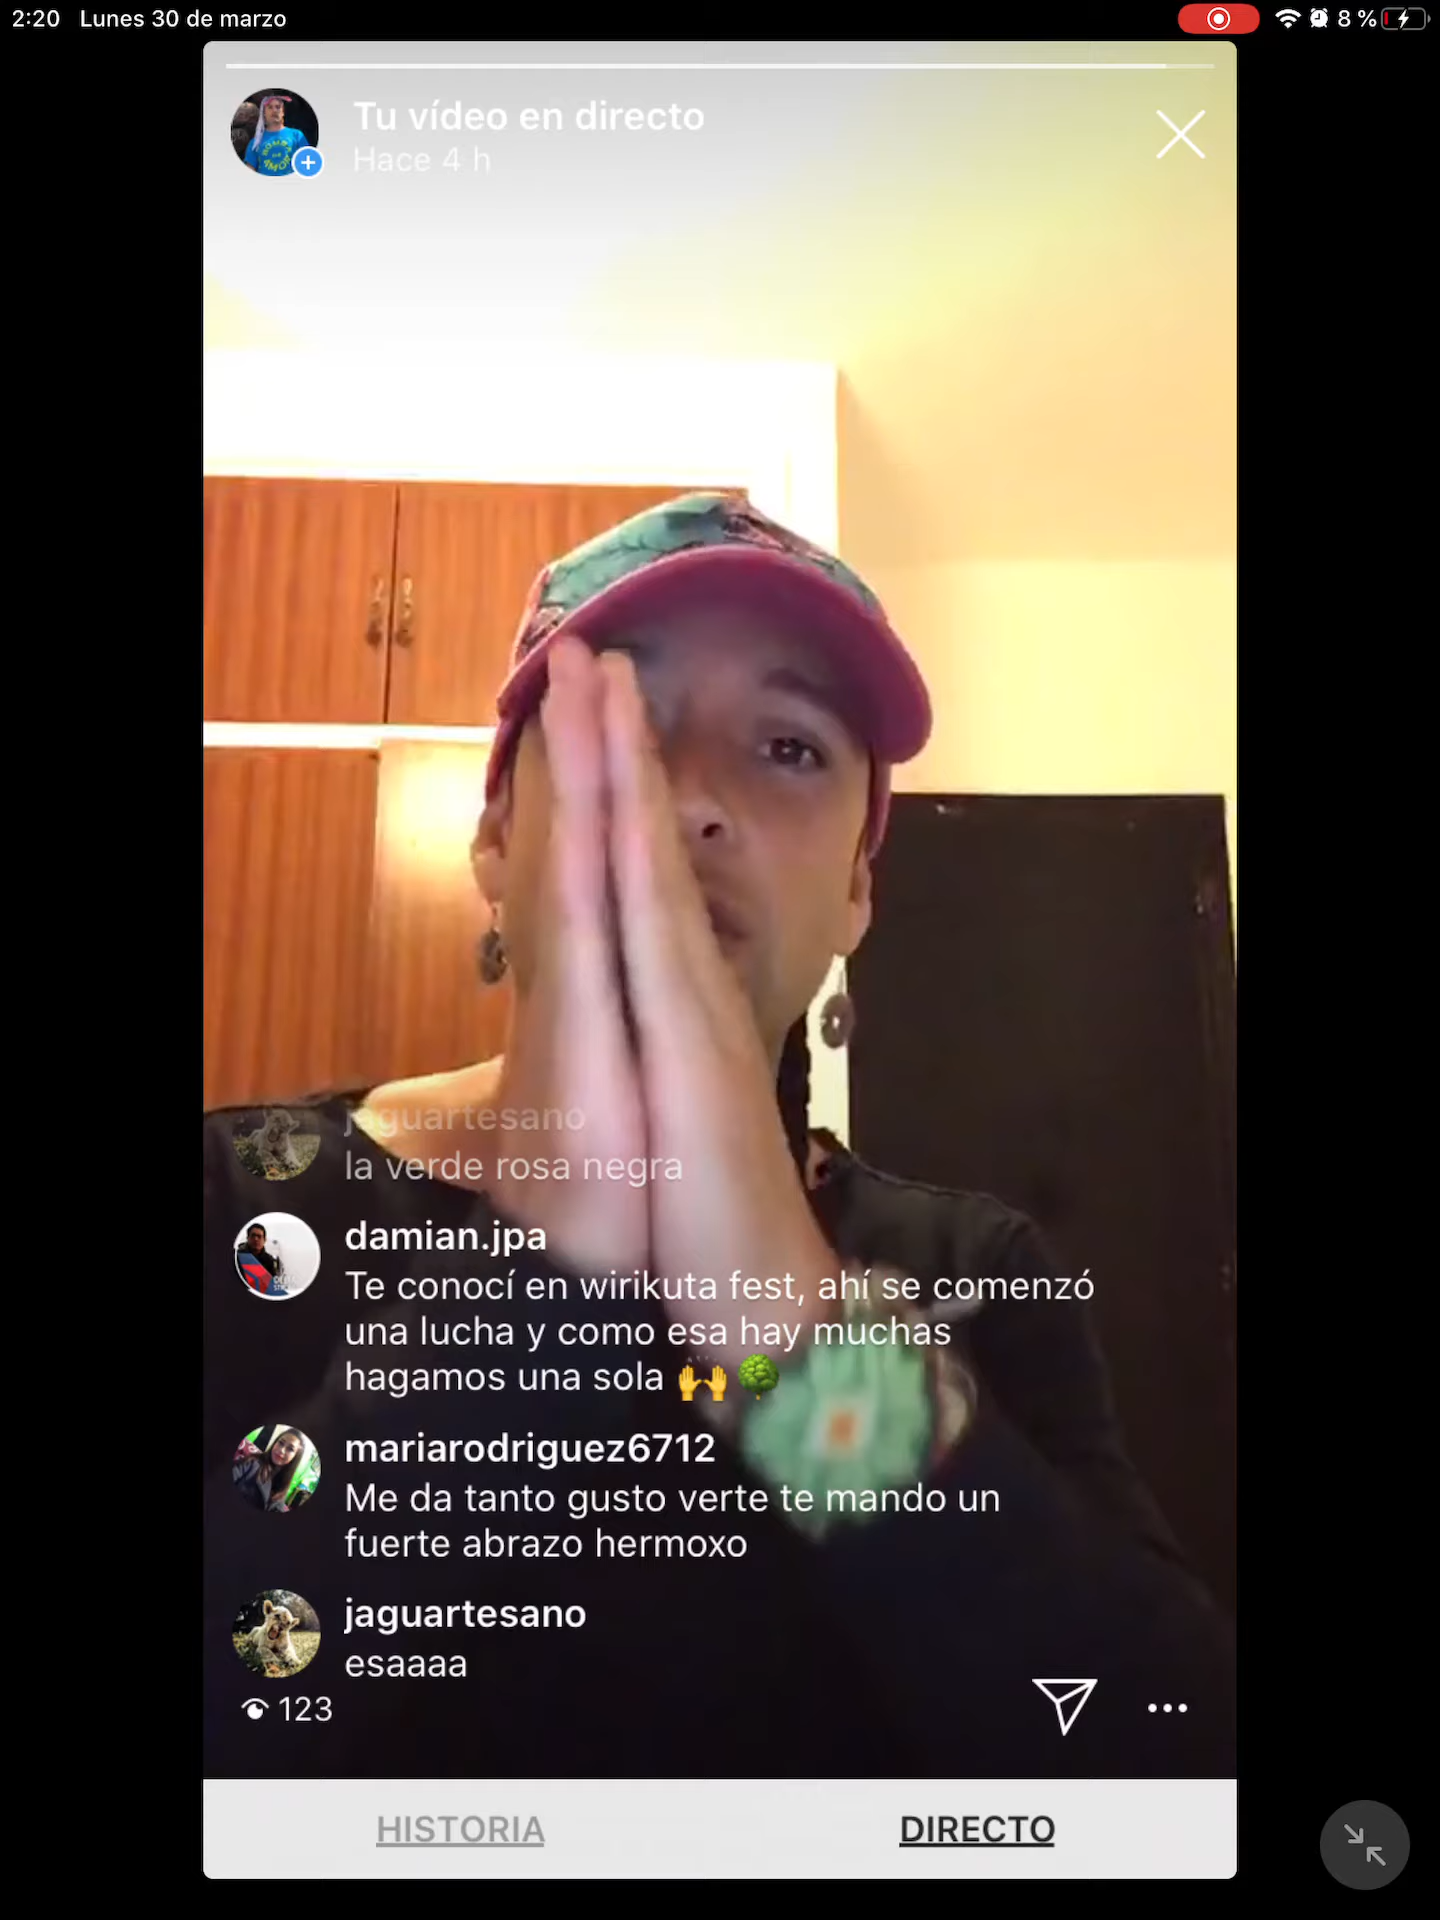 2:20 Lunes 30 de marzo
8 %
Tu vídeo en directo
Hace 4 h
jaguartesano
la verde rosa negra
damian.jpa
Te conocí en wirikuta fest, ahí se comenzó
una lucha y como esa hay muchas
hagamos una sola 🙌 🌳
mariarodriguez6712
Me da tanto gusto verte te mando un
fuerte abrazo hermoxo
jaguartesano
esaaaa
123
HISTORIA
DIRECTO